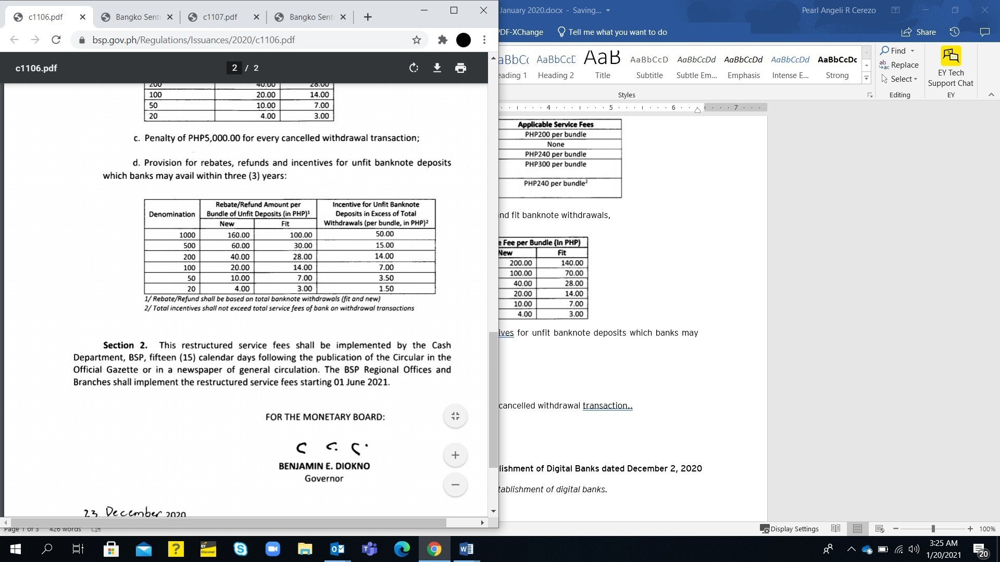 c1106.pdf
Bangko Sent
c1107.pdf
Bangko Sent
bsp.gov.ph/Regulations/Issuances/2020/c1106.pdf
c1106.pdf
2 / 2
200 40.00 28.00
100 20.00 14.00
50 10.00 7.00
20 4.00 3.00
c. Penalty of PHP5,000.00 for every cancelled withdrawal transaction;
d. Provision for rebates, refunds and incentives for unfit banknote deposits
which banks may avail within three (3) years:
Denomination
Rebate/Refund Amount per
Bundle of Unfit Deposits (in PHP)¹
New Fit
Incentive for Unfit Banknote
Deposits in Excess of Total
Withdrawals (per bundle, in PHP)²
1000 160.00 100.00 50.00
500 60.00 30.00 15.00
200 40.00 28.00 14.00
100 20.00 14.00 7.00
50 10.00 7.00 3.50
20 4.00 3.00 1.50
1/ Rebate/Refund shall be based on total banknote withdrawals (fit and new)
2/ Total incentives shall not exceed total service fees of bank on withdrawal transactions
Section 2. This restructured service fees shall be implemented by the Cash
Department, BSP, fifteen (15) calendar days following the publication of the Circular in the
Official Gazette or in a newspaper of general circulation. The BSP Regional Offices and
Branches shall implement the restructured service fees starting 01 June 2021.
FOR THE MONETARY BOARD:
BENJAMIN E. DIOKNO
Governor
23 December 2020
January 2020.docx - Saving...
Pearl Angeli R Cerezo
PDF-XChange
Tell me what you want to do
Share
aBbCc AaBbCcD AaB AaBbCcD AaBbCcDd AaBbCcDd AaBbCcDd AaBbCcDc
eading 1 Heading 2 Title Subtitle Subtle Em... Emphasis Intense E... Strong
Styles
Find
Replace
Select
Editing
EY Tech
Support Chat
EY
4 5 6 7
Applicable Service Fees
PHP200 per bundle
None
PHP240 per bundle
PHP300 per bundle
PHP240 per bundle²
nd fit banknote withdrawals,
e Fee per Bundle (In PHP)
New Fit
200.00 140.00
100.00 70.00
40.00 28.00
20.00 14.00
10.00 7.00
4.00 3.00
ives for unfit banknote deposits which banks may
cancelled withdrawal transaction..
lishment of Digital Banks dated December 2, 2020
tablishment of digital banks.
Page 1 of 3 426 words
Display Settings
100%
EY
Discover
3:25 AM
1/20/2021
20